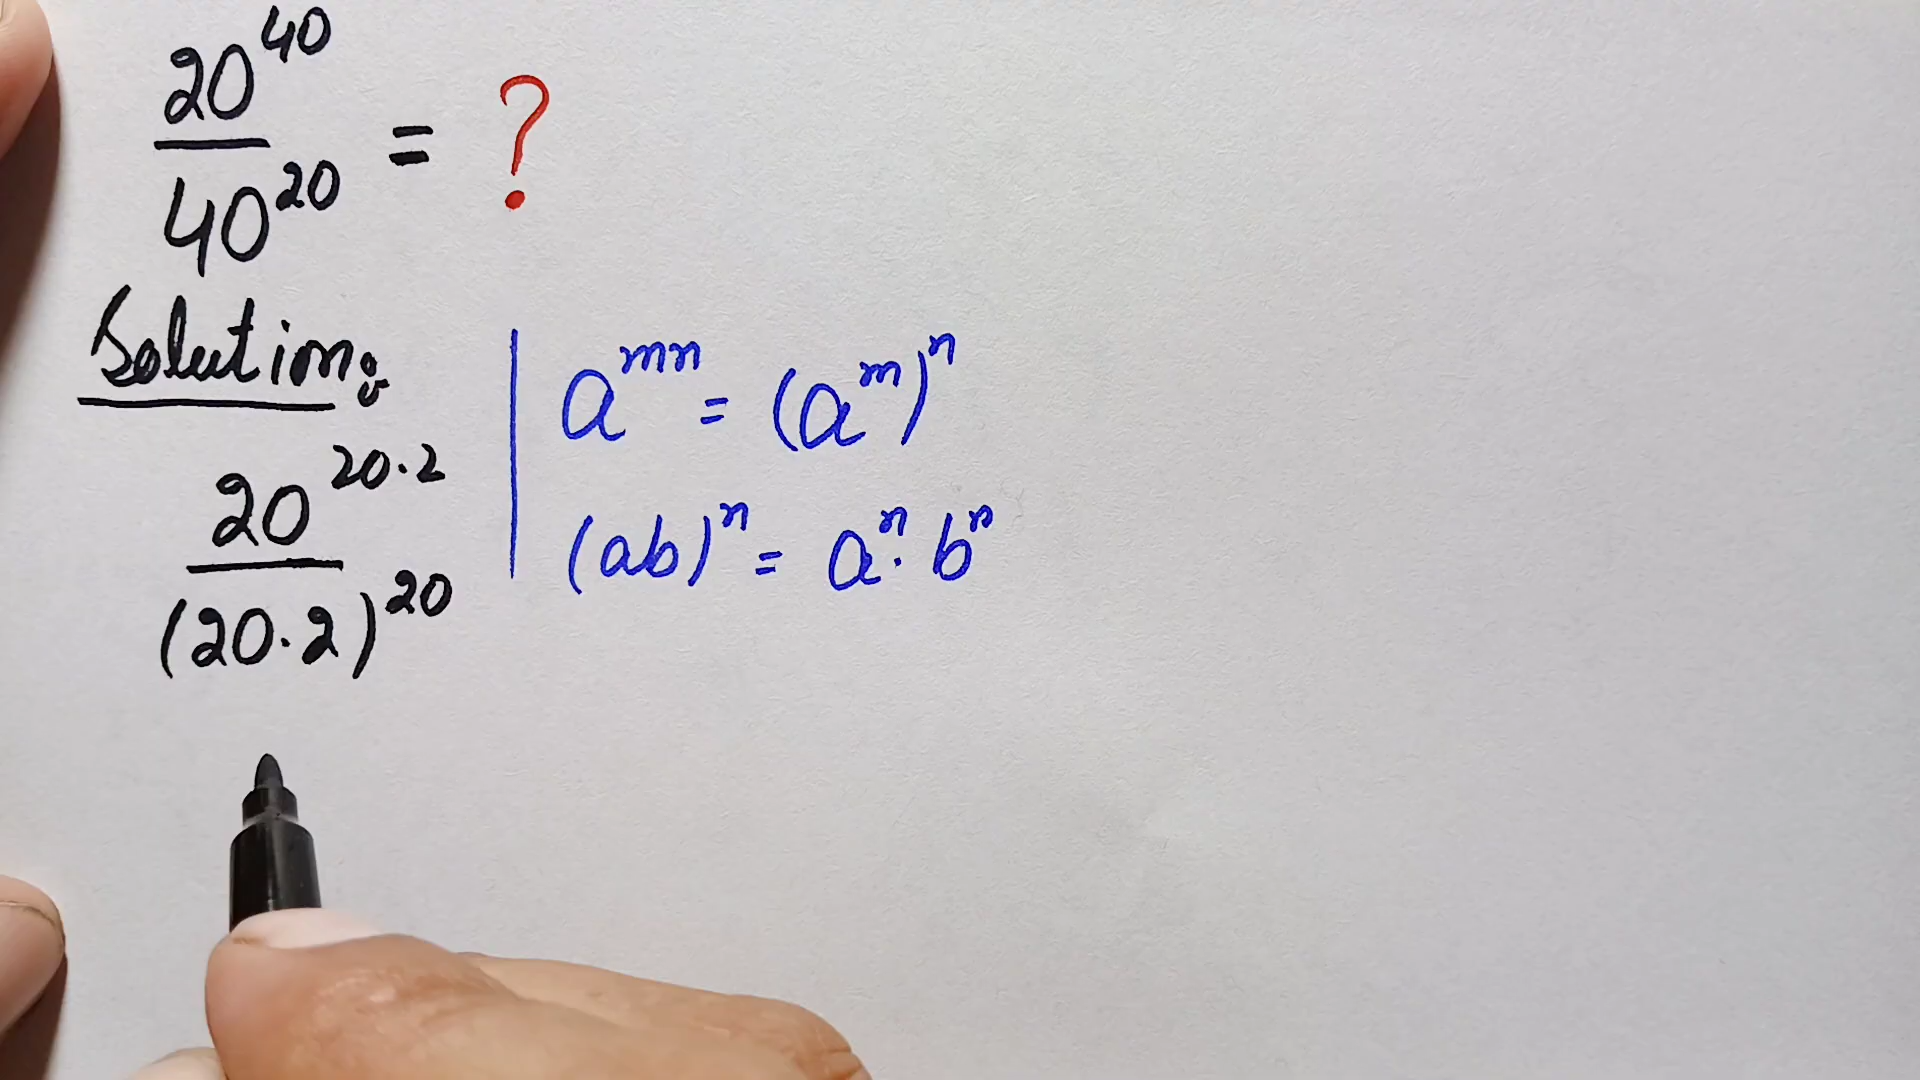 20^40
40^20 = ?
Solution:
20^20·2
(20·2)^20
a^mn = (a^m)^n
(ab)^n = a^n · b^n